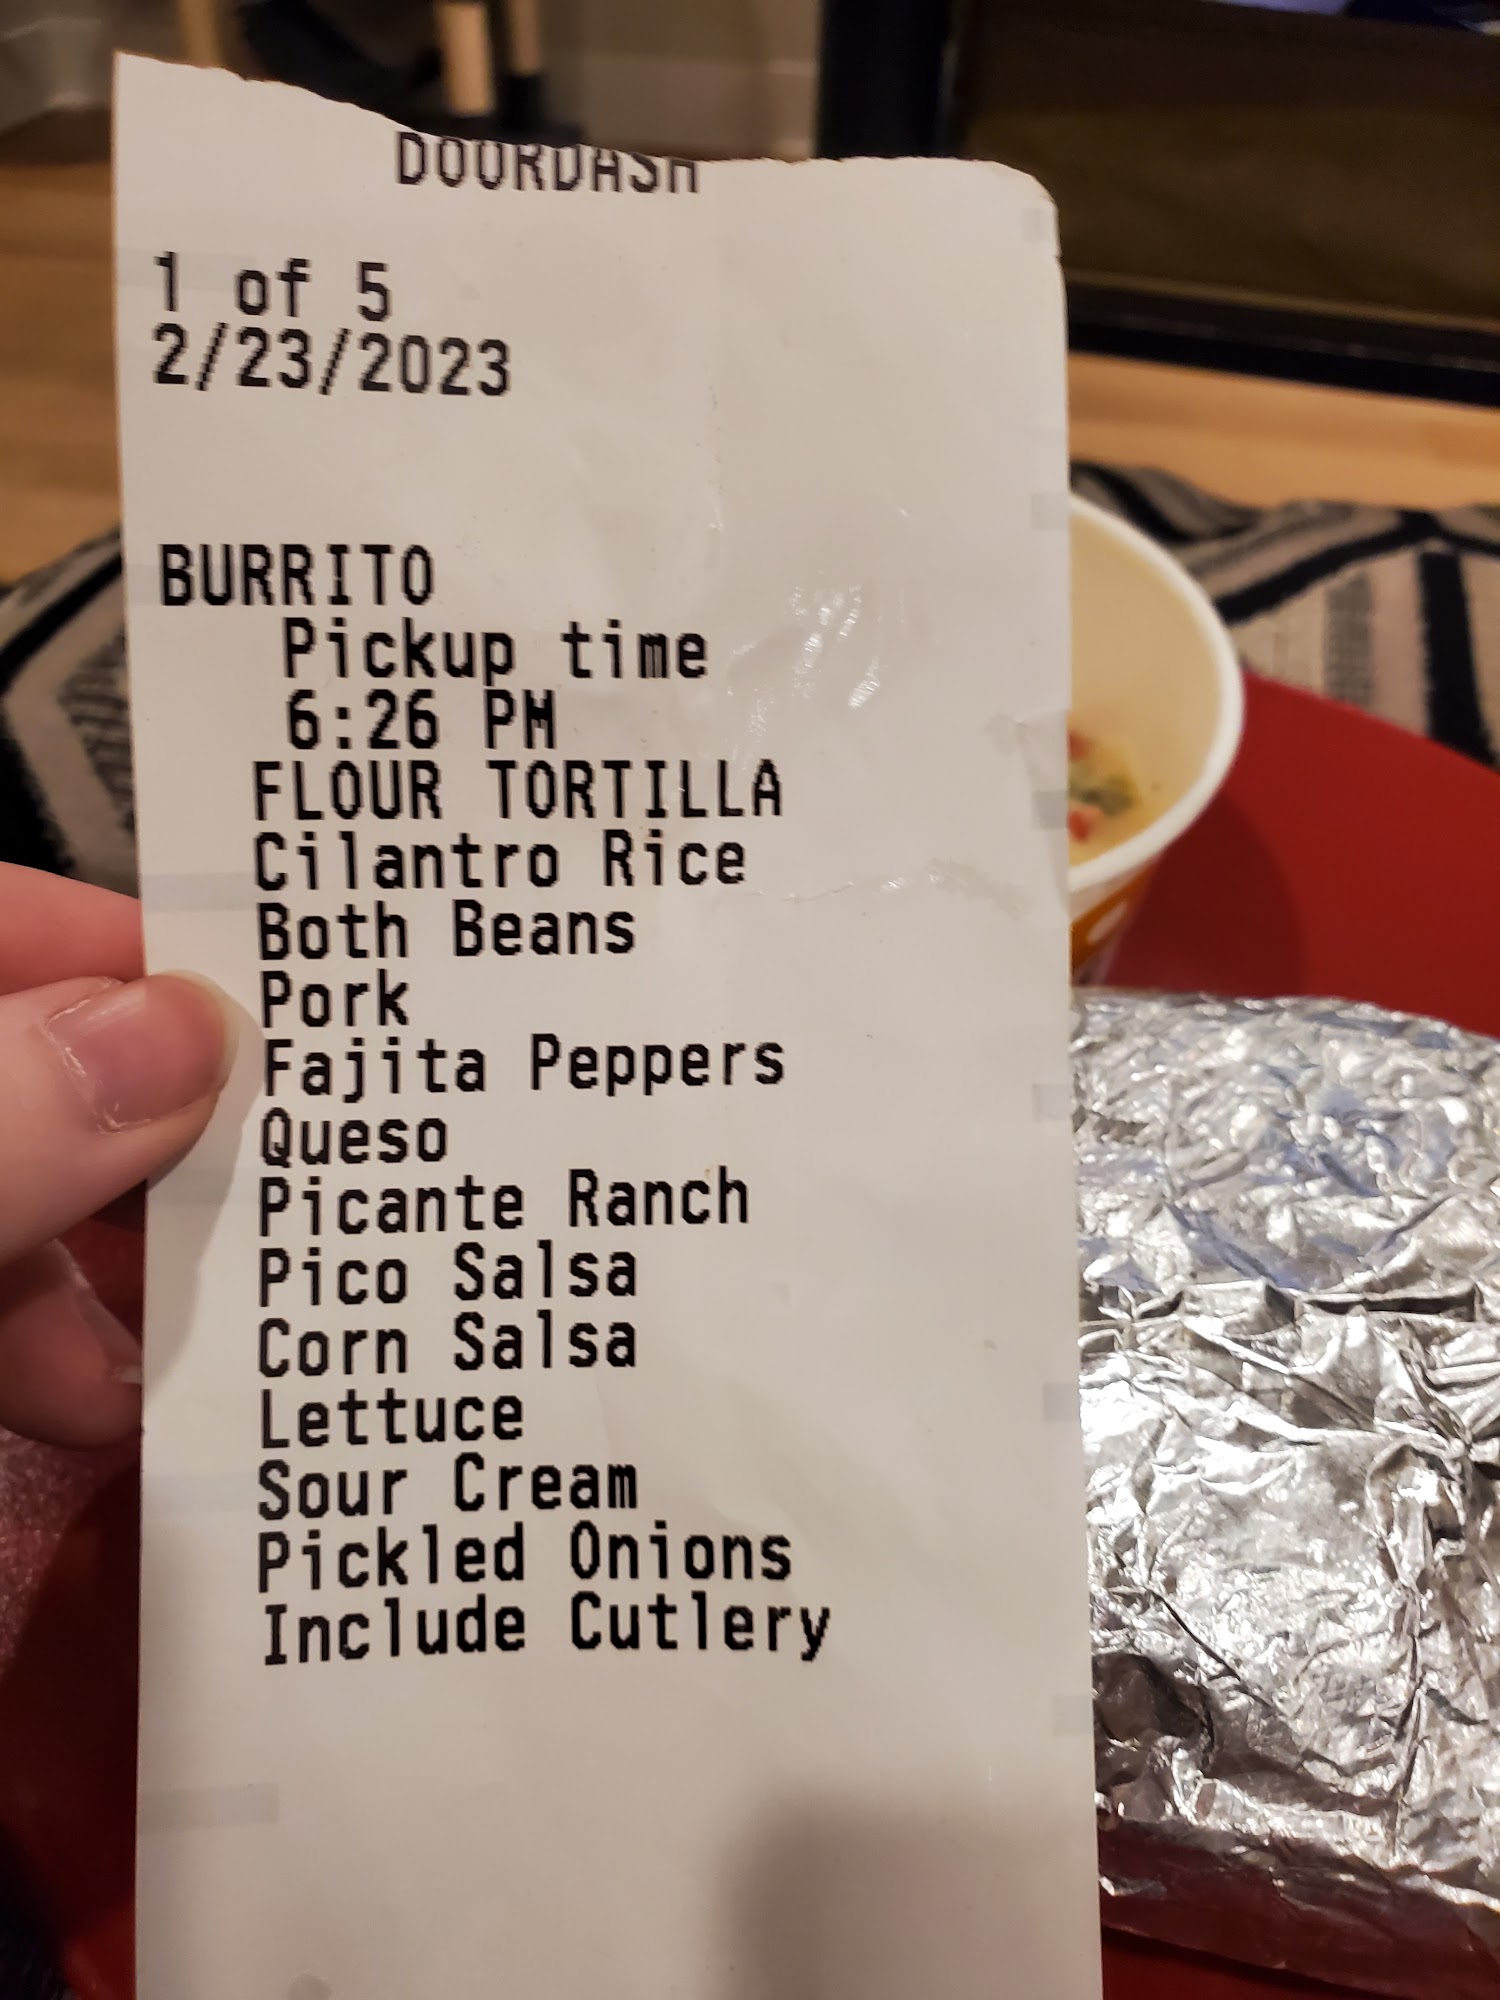 DOORDASH
1 of 5
2/23/2023
BURRITO
Pickup time
6:26 PM
FLOUR TORTILLA
Cilantro Rice
Both Beans
Pork
Fajita Peppers
Queso
Picante Ranch
Pico Salsa
Corn Salsa
Lettuce
Sour Cream
Pickled Onions
Include Cutlery